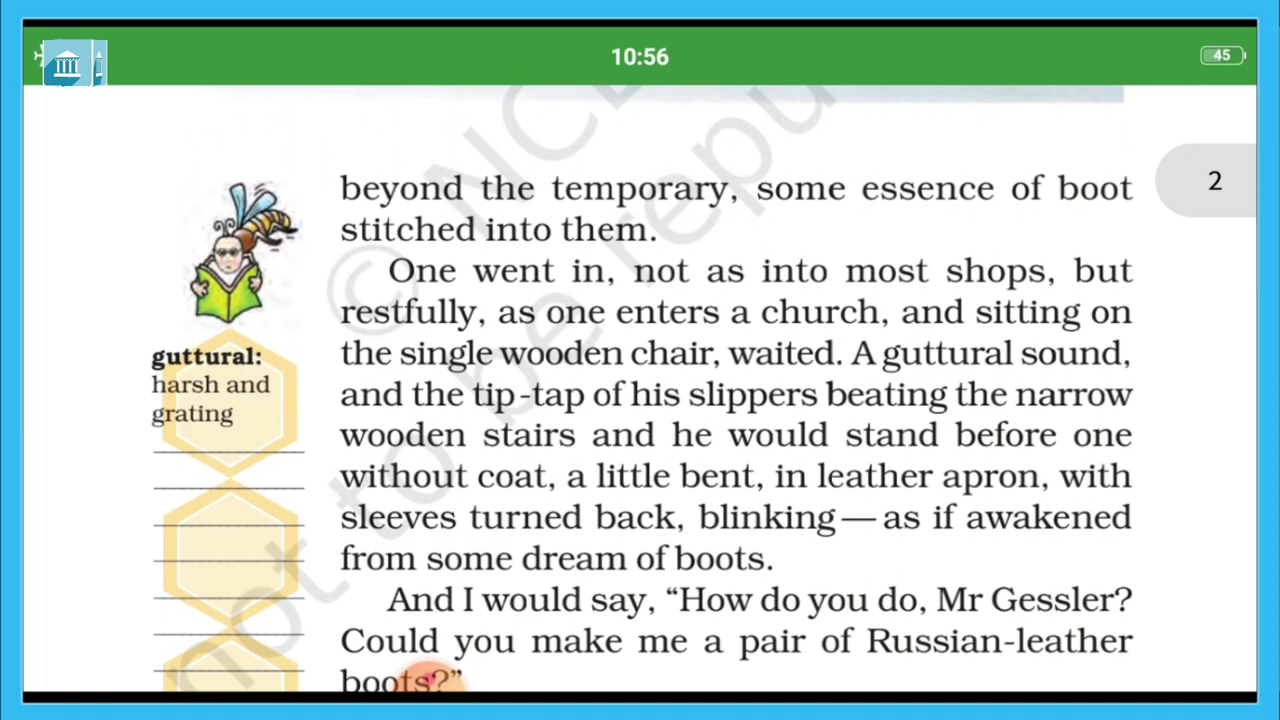 10:56
45
2
beyond the temporary, some essence of boot
stitched into them.
One went in, not as into most shops, but
restfully, as one enters a church, and sitting on
the single wooden chair, waited. A guttural sound,
and the tip-tap of his slippers beating the narrow
wooden stairs and he would stand before one
without coat, a little bent, in leather apron, with
sleeves turned back, blinking — as if awakened
from some dream of boots.
And I would say, “How do you do, Mr Gessler?
Could you make me a pair of Russian-leather
boots?”
guttural:
harsh and
grating
not to be repu
© NCE